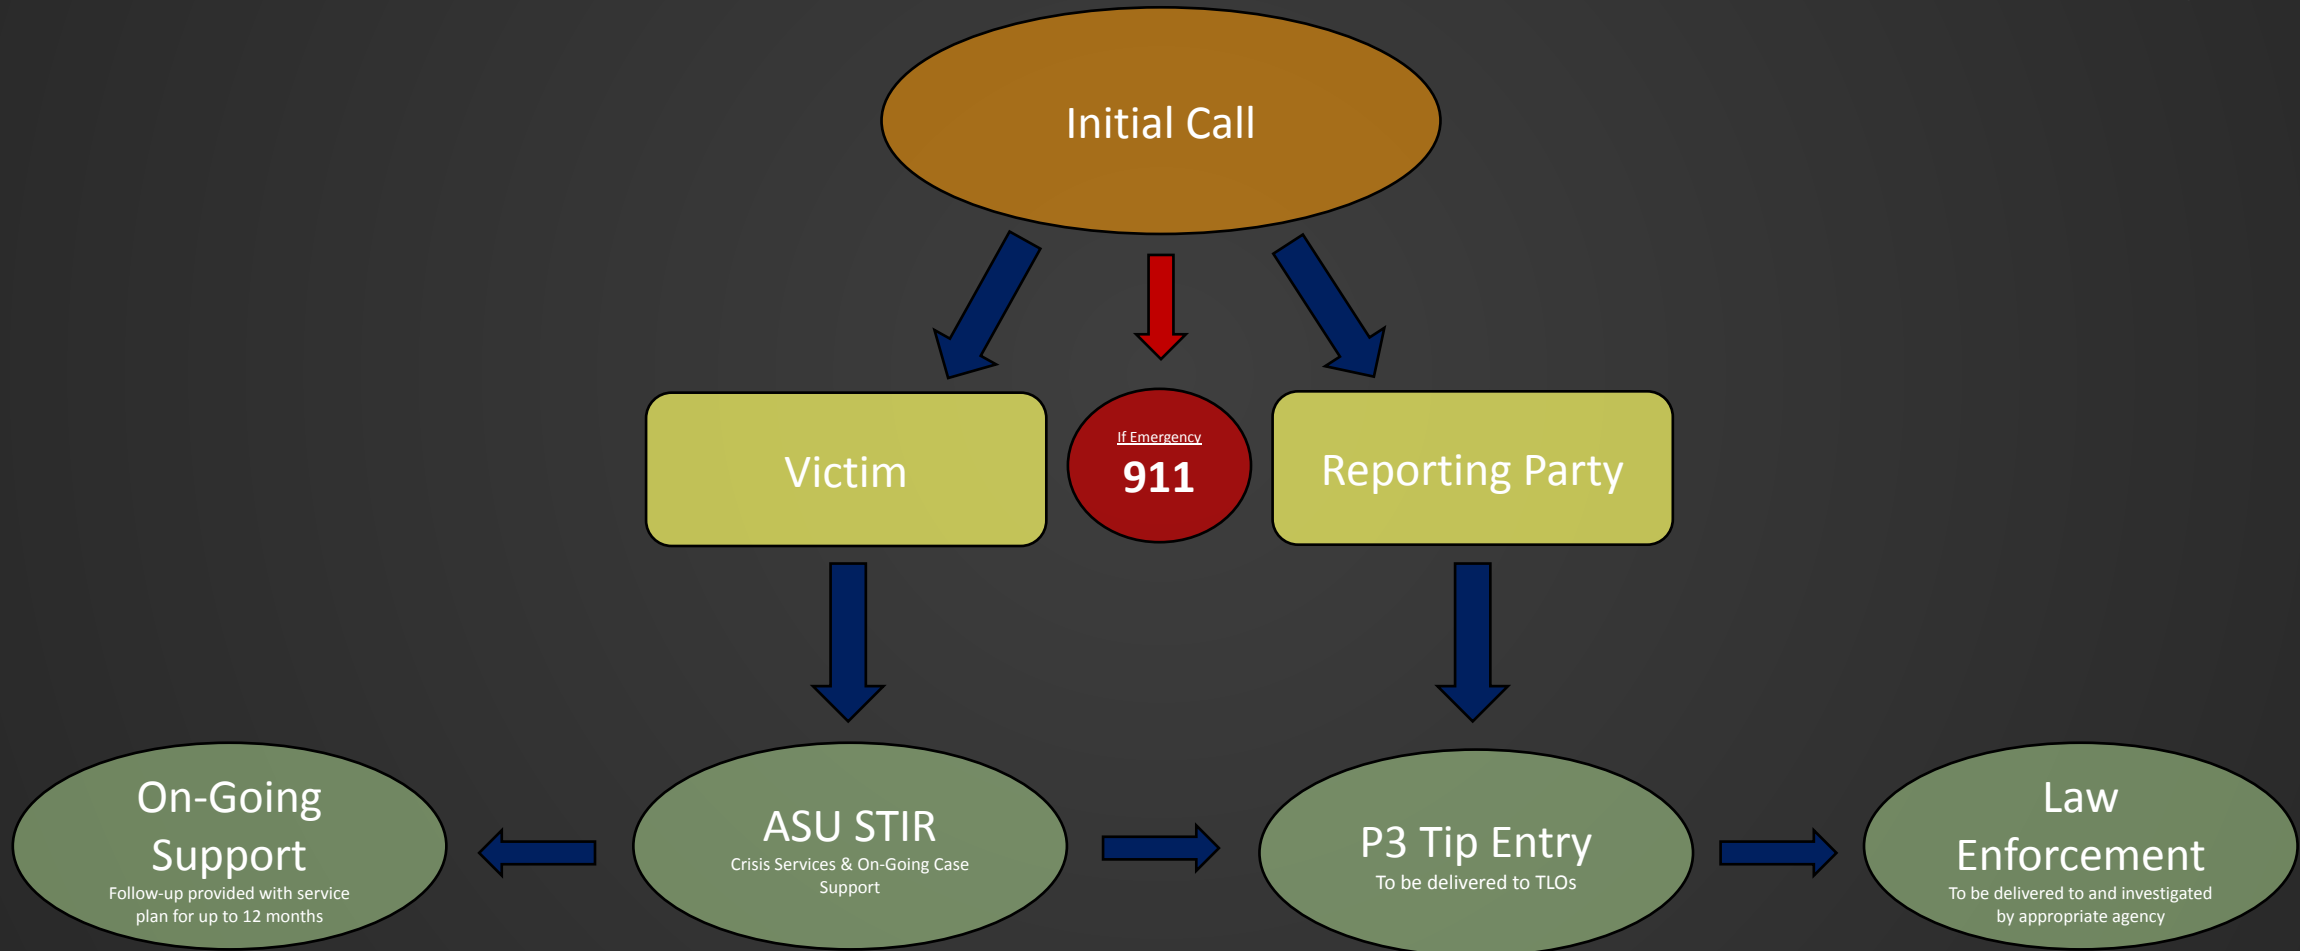 Initial Call
Victim
If Emergency
911
Reporting Party
On-Going
Support
Follow-up provided with service
plan for up to 12 months
ASU STIR
Crisis Services & On-Going Case
Support
P3 Tip Entry
To be delivered to TLOs
Law
Enforcement
To be delivered to and investigated
by appropriate agency